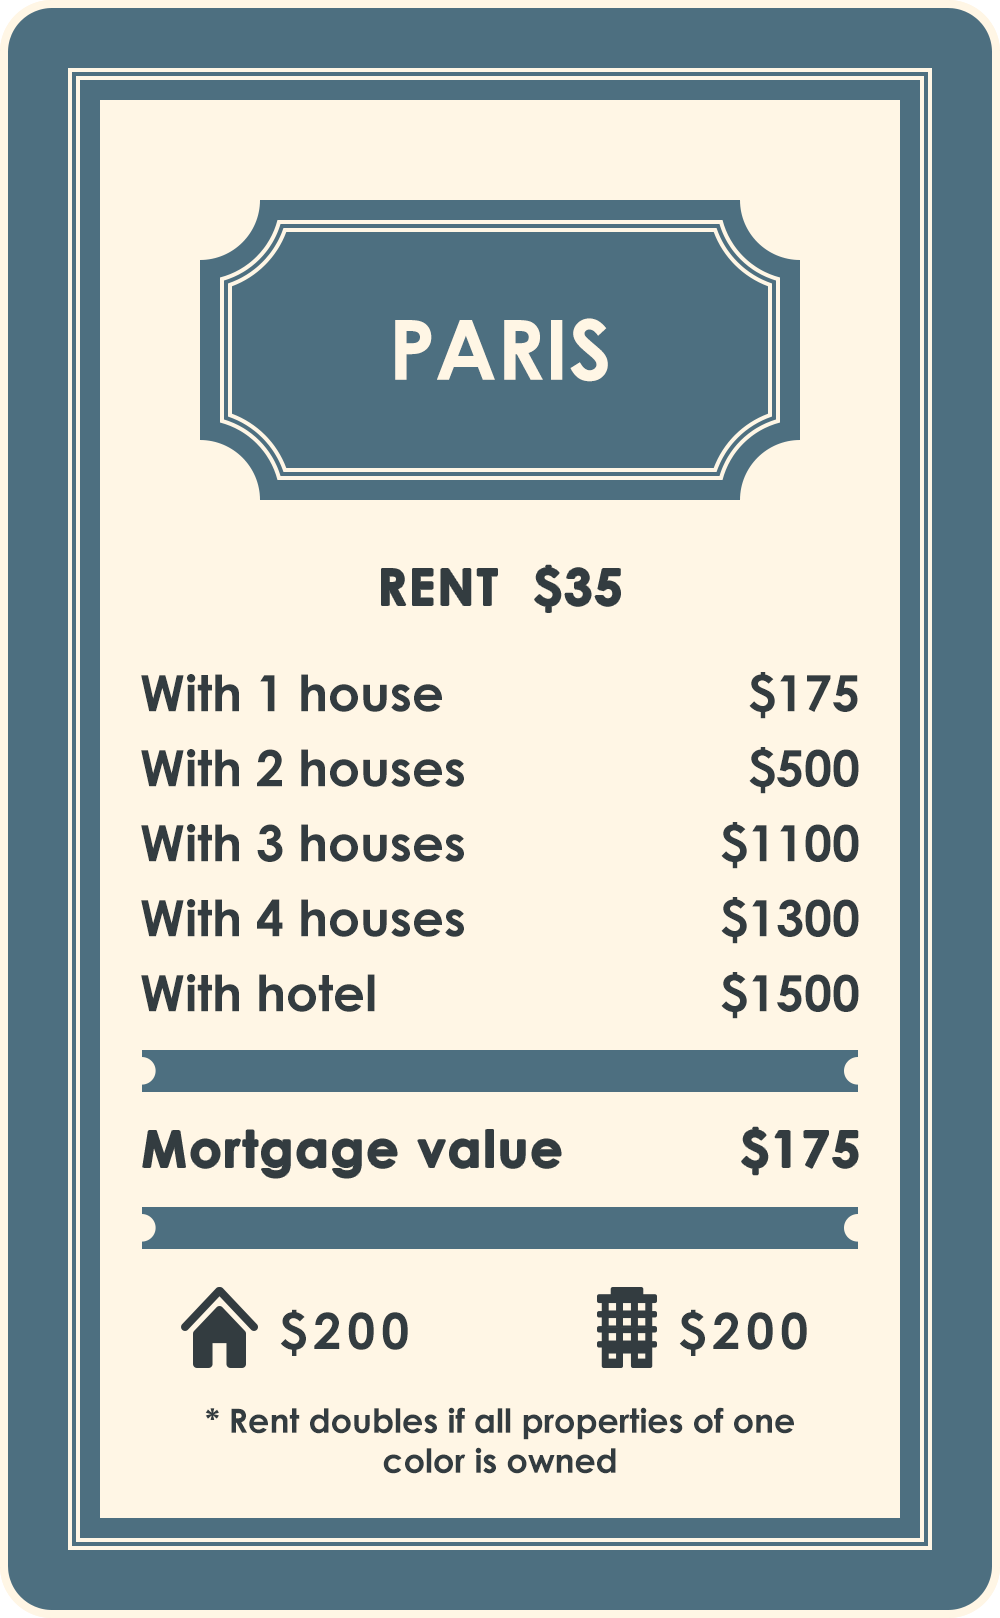 PARIS
RENT $35
With 1 house $175
With 2 houses $500
With 3 houses $1100
With 4 houses $1300
With hotel $1500
Mortgage value $175
$200 $200
* Rent doubles if all properties of one
color is owned